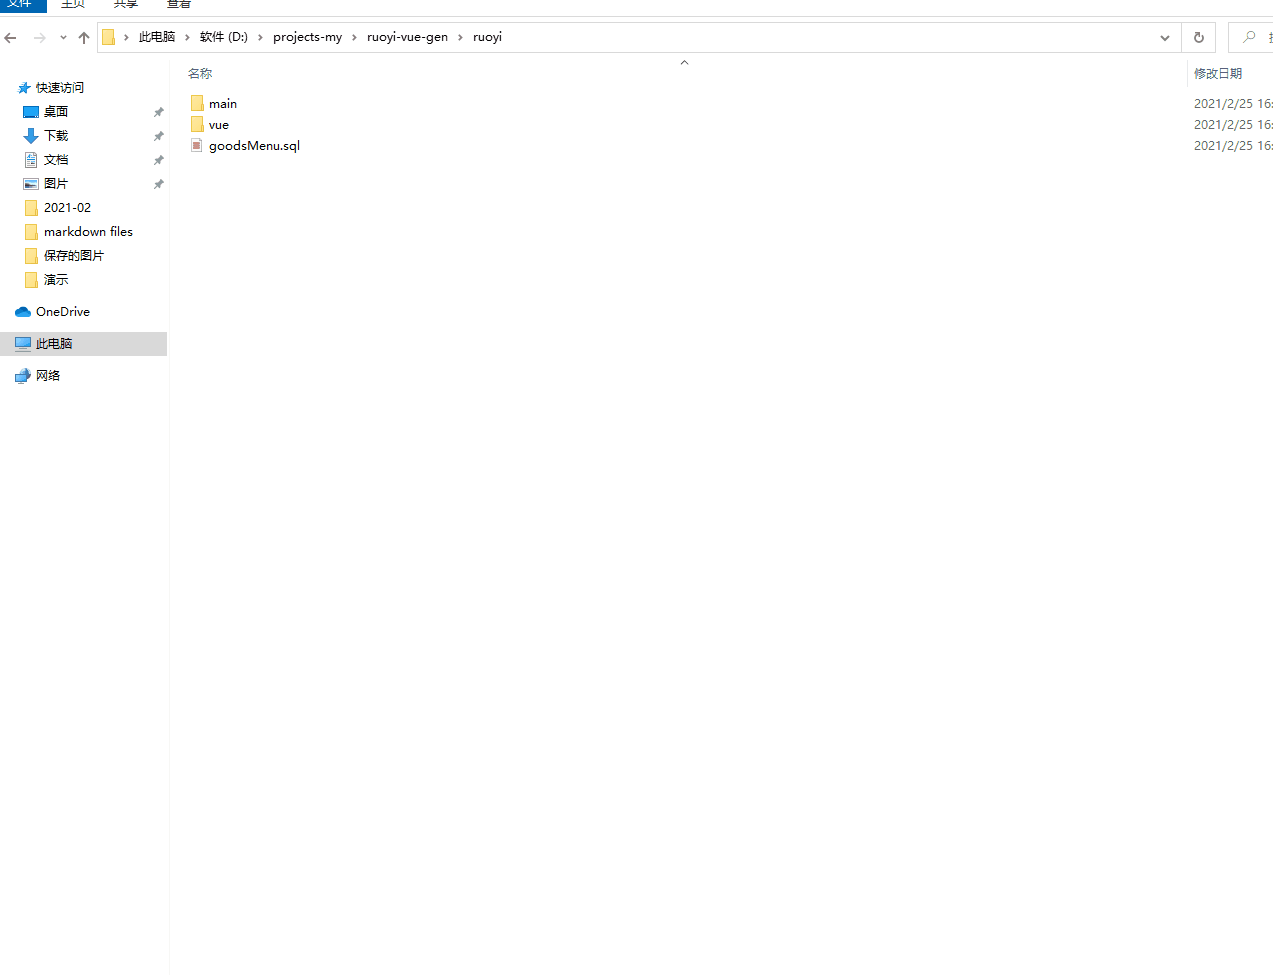 文件 主页 共享 查看
此电脑 软件 (D:) projects-my ruoyi-vue-gen ruoyi
名称 修改日期
快速访问
桌面
下载
文档
图片
2021-02
markdown files
保存的图片
演示
OneDrive
此电脑
网络
main 2021/2/25 16:
vue 2021/2/25 16:
goodsMenu.sql 2021/2/25 16: